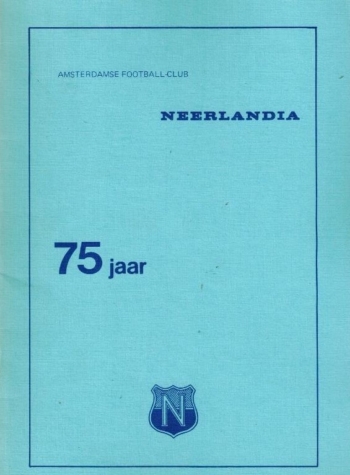 AMSTERDAMSE FOOTBALL-CLUB
NEERLANDIA
75 jaar
N